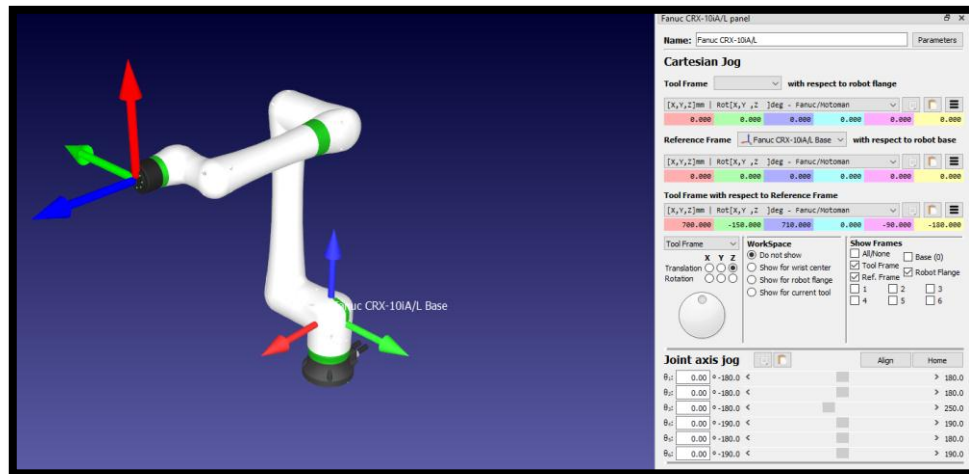 Fanuc CRX-10iA/L panel
Name: Fanuc CRX-10iA/L Parameters
Cartesian Jog
Tool Frame with respect to robot flange
[X,Y,Z]mm | Rot[X,Y ,Z ]deg - Fanuc/Motoman
0.000 0.000 0.000 0.000 0.000 0.000
Reference Frame Fanuc CRX-10iA/L Base with respect to robot base
[X,Y,Z]mm | Rot[X,Y ,Z ]deg - Fanuc/Motoman
0.000 0.000 0.000 0.000 0.000 0.000
Tool Frame with respect to Reference Frame
[X,Y,Z]mm | Rot[X,Y ,Z ]deg - Fanuc/Motoman
700.000 -150.000 710.000 0.000 -90.000 -180.000
Tool Frame
X Y Z
Translation
Rotation
WorkSpace
Do not show
Show for wrist center
Show for robot flange
Show for current tool
Show Frames
All/None Base (0)
Tool Frame Robot Flange
Ref. Frame
1 2 3
4 5 6
CRX-10iA/L Base
Joint axis jog Align Home
θ₁: 0.00 º -180.0 < > 180.0
θ₂: 0.00 º -180.0 < > 180.0
θ₃: 0.00 º -180.0 < > 250.0
θ₄: 0.00 º -190.0 < > 190.0
θ₅: 0.00 º -180.0 < > 180.0
θ₆: 0.00 º -190.0 < > 190.0